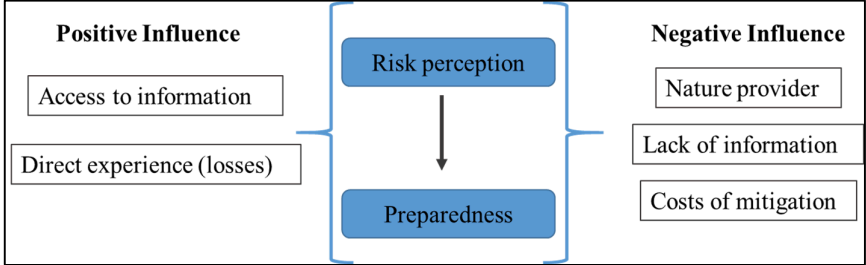 Positive Influence
Access to information
Direct experience (losses)
Risk perception
Preparedness
Negative Influence
Nature provider
Lack of information
Costs of mitigation